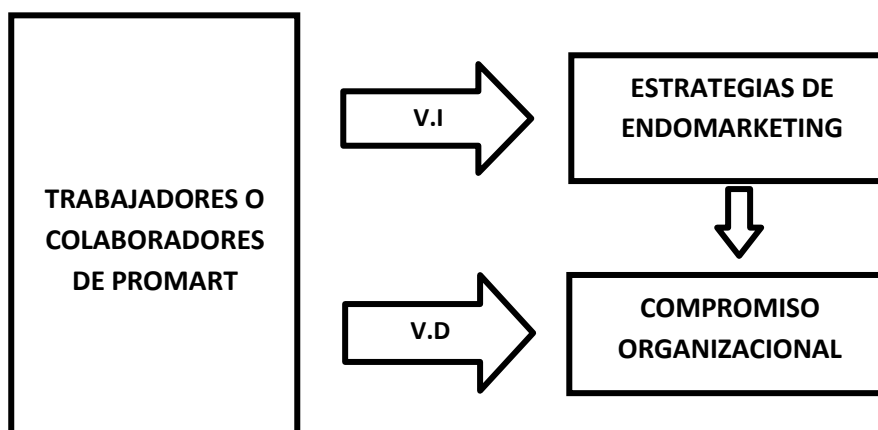 TRABAJADORES O
COLABORADORES
DE PROMART
V.I
ESTRATEGIAS DE
ENDOMARKETING
V.D
COMPROMISO
ORGANIZACIONAL